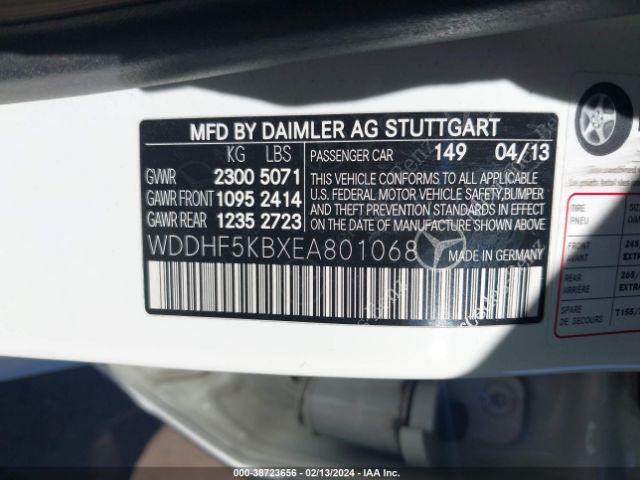 MFD BY DAIMLER AG STUTTGART
KG LBS
GVWR 2300 5071
GAWR FRONT 1095 2414
GAWR REAR 1235 2723
PASSENGER CAR 149 04/13
THIS VEHICLE CONFORMS TO ALL APPLICABLE
U.S. FEDERAL MOTOR VEHICLE SAFETY,BUMPER
AND THEFT PREVENTION STANDARDS IN EFFECT
ON THE DATE OF MANUFACTURE SHOWN ABOVE
WDDHF5KBXEA801068
MADE IN GERMANY
TIRE
PNEU
FRONT
AVANT
REAR
ARRIÈRE
SPARE
DE SECOURS
000-38723656 - 02/13/2024 - IAA Inc.